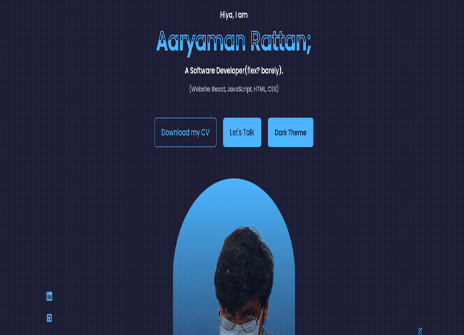 Hiya, I am
Aaryaman Rattan;
A Software Developer(flex? barely).
(Website: React, JavaScript, HTML, CSS)
Download my CV
Let's Talk
Dark Theme
in